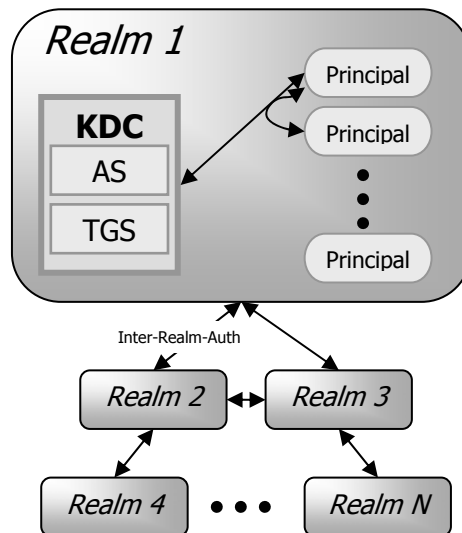 Realm 1
Principal
KDC
Principal
AS
TGS
Principal
Inter-Realm-Auth
Realm 2
Realm 3
Realm 4
Realm N